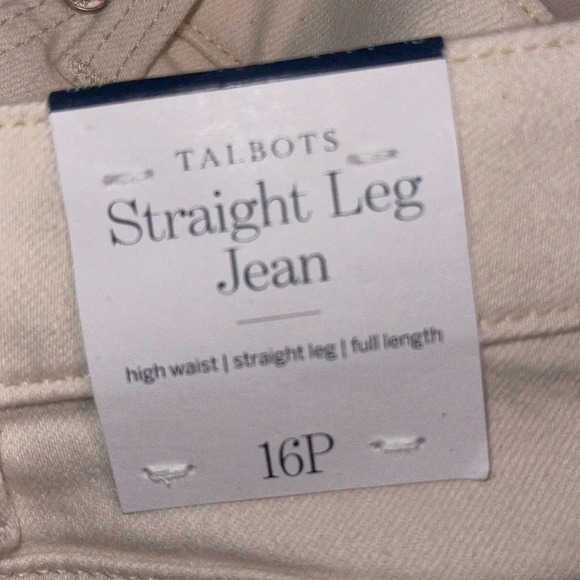 TALBOTS
Straight Leg
Jean
high waist | straight leg | full length
16P